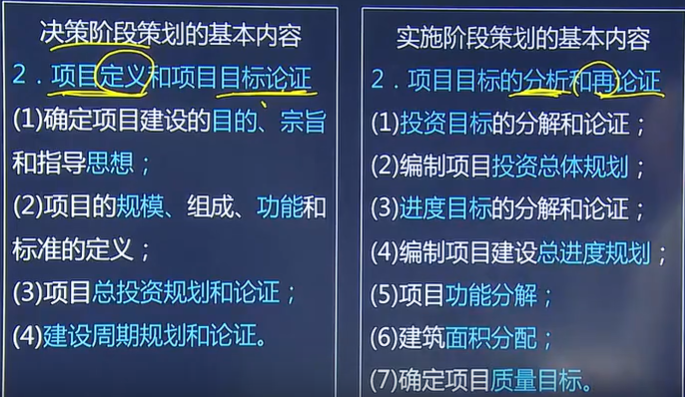 决策阶段策划的基本内容
2．项目定义和项目目标论证
(1)确定项目建设的目的、宗旨
和指导思想；
(2)项目的规模、组成、功能和
标准的定义；
(3)项目总投资规划和论证；
(4)建设周期规划和论证。
实施阶段策划的基本内容
2．项目目标的分析和再论证
(1)投资目标的分解和论证；
(2)编制项目投资总体规划；
(3)进度目标的分解和论证；
(4)编制项目建设总进度规划；
(5)项目功能分解；
(6)建筑面积分配；
(7)确定项目质量目标。